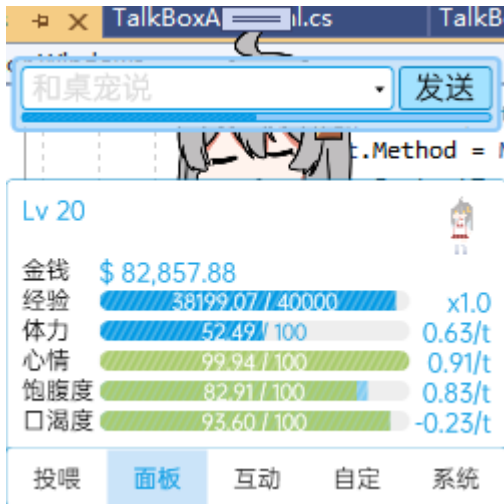 TalkBoxA
l.cs
TalkB
和桌宠说
发送
t.Method =
Lv 20
金钱 $ 82,857.88
经验 38199.07 / 40000 x1.0
体力 52.49 / 100 0.63/t
心情 99.94 / 100 0.91/t
饱腹度 82.91 / 100 0.83/t
口渴度 93.60 / 100 -0.23/t
投喂 面板 互动 自定 系统